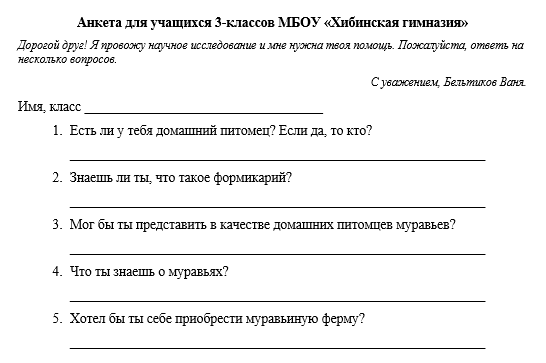 Анкета для учащихся 3-классов МБОУ «Хибинская гимназия»
Дорогой друг! Я провожу научное исследование и мне нужна твоя помощь. Пожалуйста, ответь на
несколько вопросов.
С уважением, Бельтиков Ваня.
Имя, класс __________________________________
1. Есть ли у тебя домашний питомец? Если да, то кто?
2. Знаешь ли ты, что такое формикарий?
3. Мог бы ты представить в качестве домашних питомцев муравьев?
4. Что ты знаешь о муравьях?
5. Хотел бы ты себе приобрести муравьиную ферму?